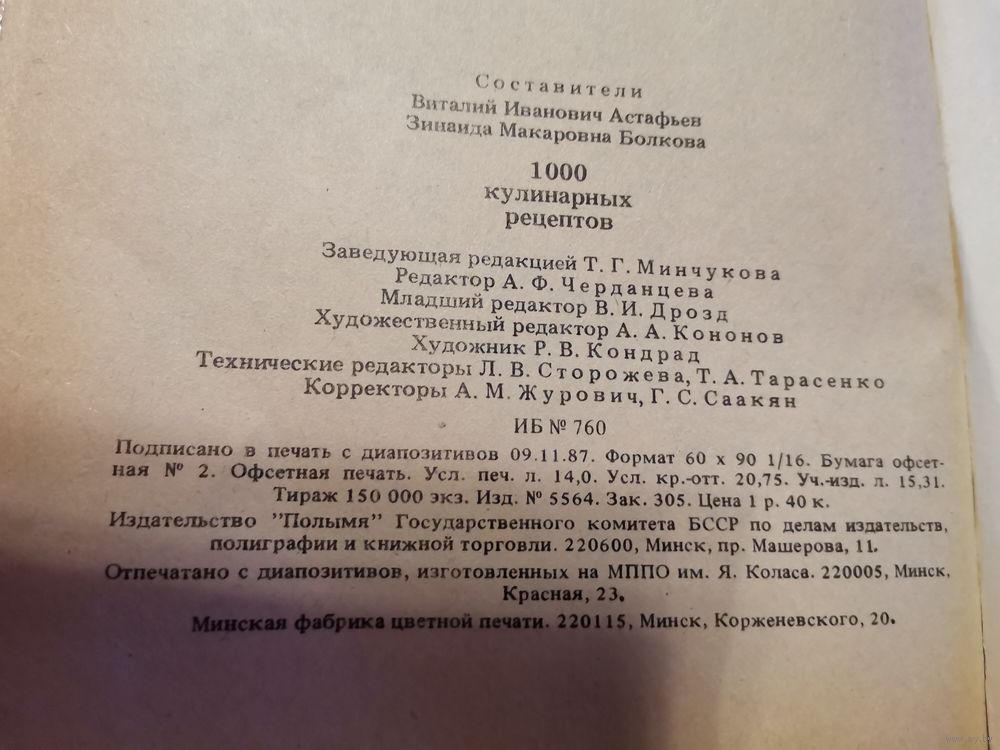 Составители
Виталий Иванович Астафьев
Зинаида Макаровна Болкова
1000
кулинарных
рецептов
Заведующая редакцией Т. Г. Минчукова
Редактор А. Ф. Черданцева
Младший редактор В. И. Дрозд
Художественный редактор А. А. Кононов
Художник Р. В. Кондрад
Технические редакторы Л. В. Сторожева, Т. А. Тарасенко
Корректоры А. М. Журович, Г. С. Саакян
ИБ № 760
Подписано в печать с диапозитивов 09.11.87. Формат 60 х 90 1/16. Бумага офсет-
ная № 2. Офсетная печать. Усл. печ. л. 14,0. Усл. кр.-отт. 20,75. Уч.-изд. л. 15,31.
Тираж 150 000 экз. Изд. № 5564. Зак. 305. Цена 1 р. 40 к.
Издательство "Полымя" Государственного комитета БССР по делам издательств,
полиграфии и книжной торговли. 220600, Минск, пр. Машерова, 11.
Отпечатано с диапозитивов, изготовленных на МППО им. Я. Коласа. 220005, Минск,
Красная, 23.
Минская фабрика цветной печати. 220115, Минск, Корженевского, 20.